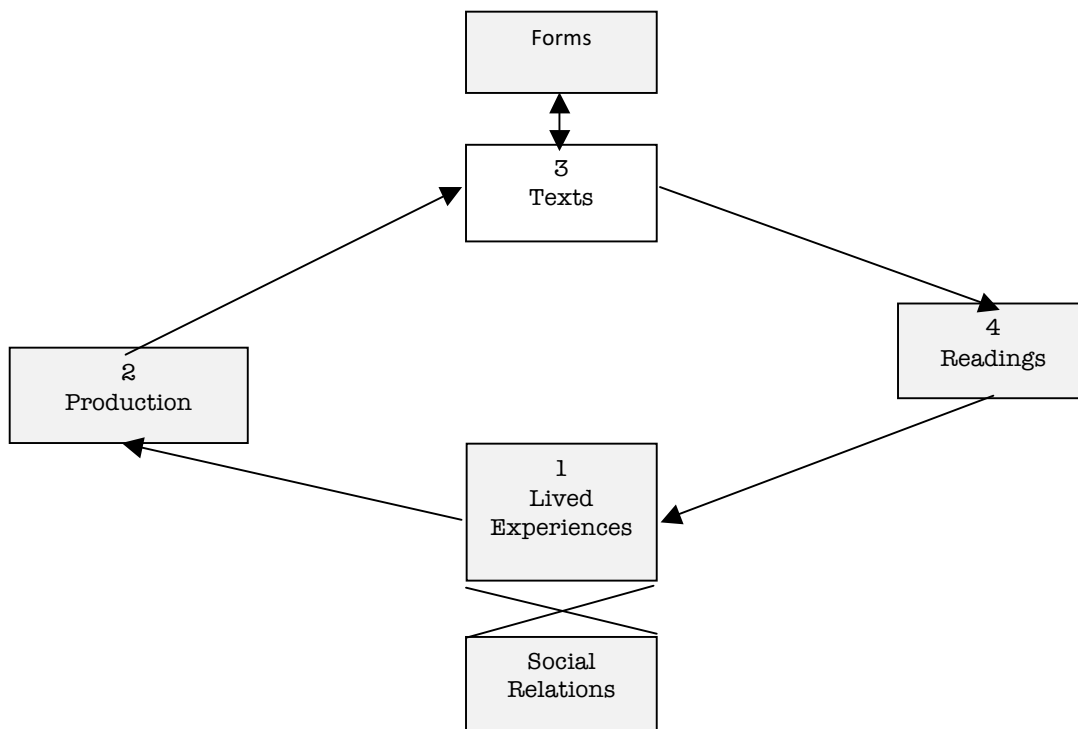 Forms
3
Texts
4
Readings
2
Production
1
Lived
Experiences
Social
Relations